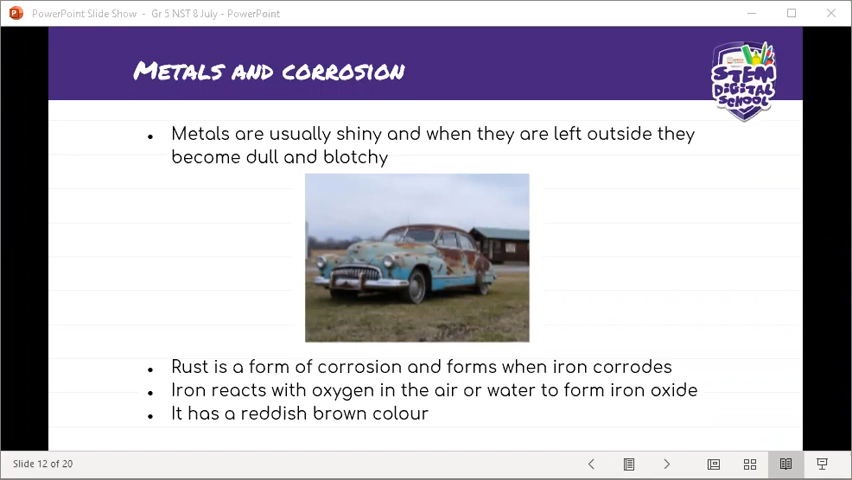 PowerPoint Slide Show - Gr 5 NST 8 July - PowerPoint
METALS AND CORROSION
STEM
DIGITAL
SCHOOL
• Metals are usually shiny and when they are left outside they
become dull and blotchy
• Rust is a form of corrosion and forms when iron corrodes
• Iron reacts with oxygen in the air or water to form iron oxide
• It has a reddish brown colour
Slide 12 of 20